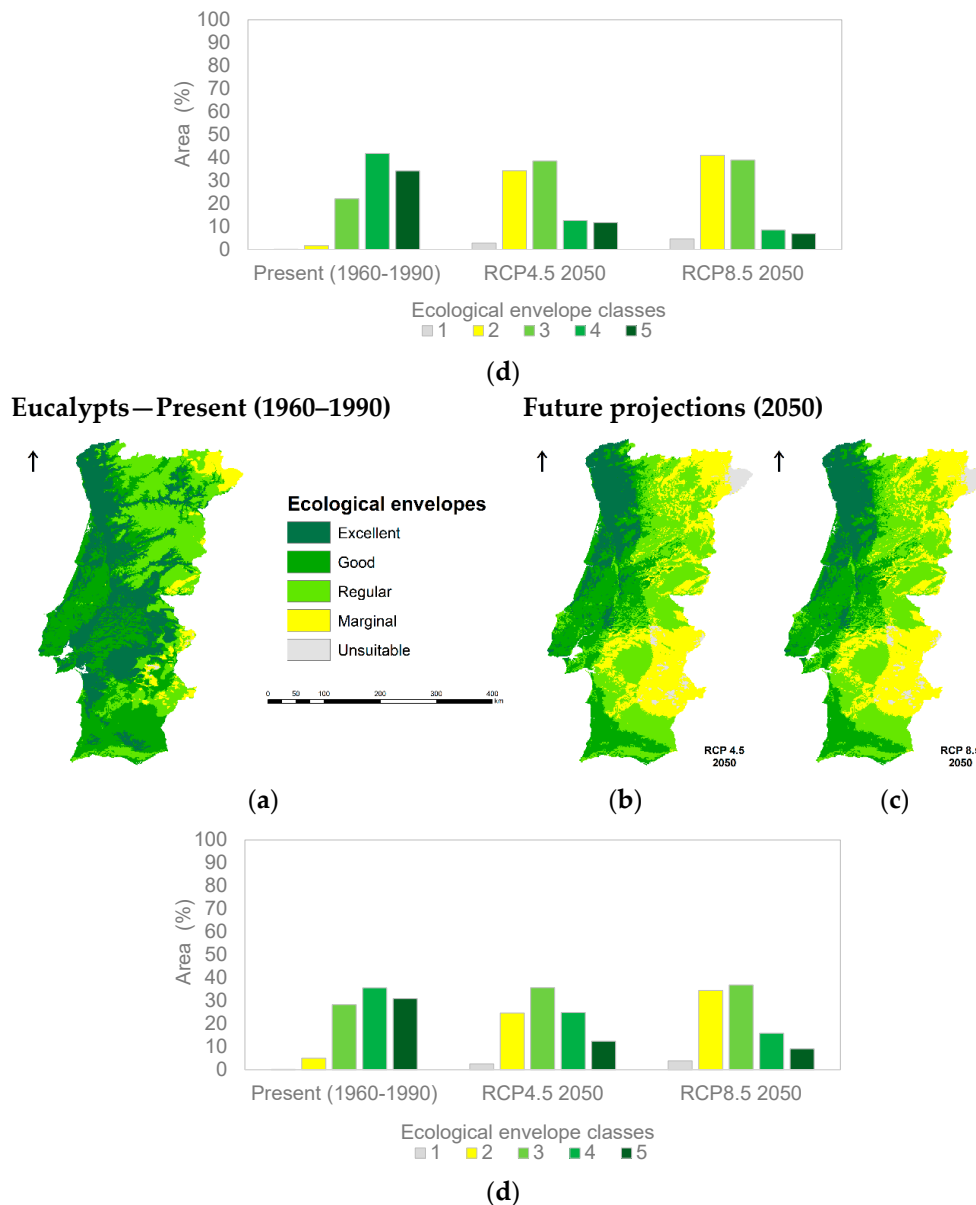 100
90
80
70
60
50
40
30
20
10
0
Area (%)
Present (1960-1990) RCP4.5 2050 RCP8.5 2050
Ecological envelope classes
1 2 3 4 5
(d)
Eucalypts—Present (1960–1990) Future projections (2050)
Ecological envelopes
Excellent
Good
Regular
Marginal
Unsuitable
0 25 50 100 200 300 400
km
RCP 4.5
2050
RCP 8.5
2050
(a) (b) (c)
100
90
80
70
60
50
40
30
20
10
0
Area (%)
Present (1960-1990) RCP4.5 2050 RCP8.5 2050
Ecological envelope classes
1 2 3 4 5
(d)